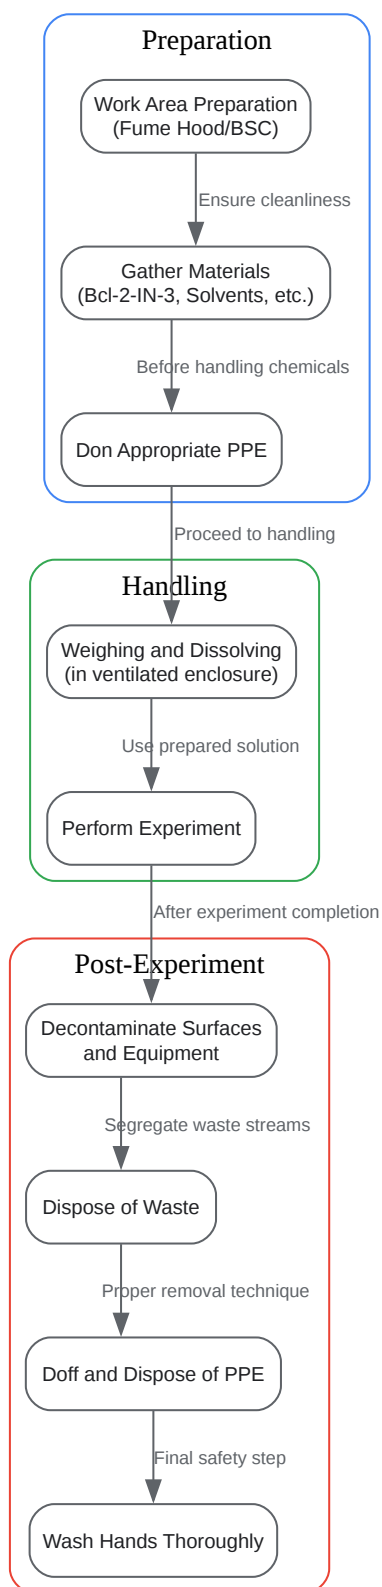 Preparation
Work Area Preparation
(Fume Hood/BSC)
Ensure cleanliness
Gather Materials
(Bcl-2-IN-3, Solvents, etc.)
Before handling chemicals
Don Appropriate PPE
Proceed to handling
Handling
Weighing and Dissolving
(in ventilated enclosure)
Use prepared solution
Perform Experiment
After experiment completion
Post-Experiment
Decontaminate Surfaces
and Equipment
Segregate waste streams
Dispose of Waste
Proper removal technique
Doff and Dispose of PPE
Final safety step
Wash Hands Thoroughly